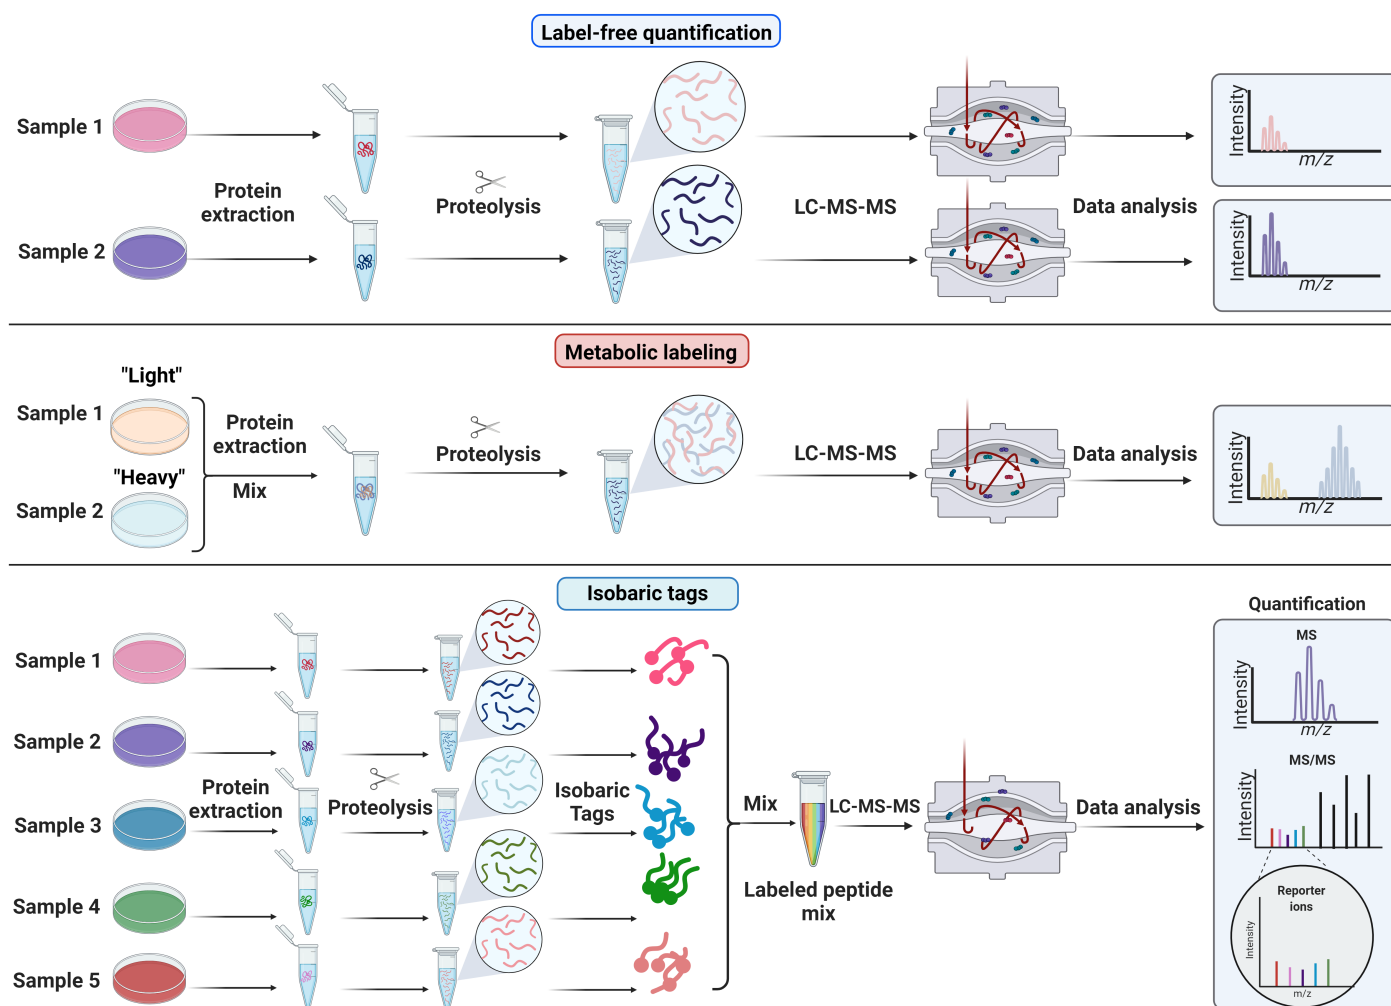 Label-free quantification
Sample 1
Protein
extraction
Sample 2
Proteolysis
LC-MS-MS
Data analysis
Intensity
m/z
Intensity
m/z
Metabolic labeling
"Light"
Sample 1
"Heavy"
Sample 2
Protein
extraction
Mix
Proteolysis
LC-MS-MS
Data analysis
Intensity
m/z
Isobaric tags
Sample 1
Sample 2
Sample 3
Sample 4
Sample 5
Protein
extraction
Proteolysis
Isobaric
Tags
Mix
Labeled peptide
mix
LC-MS-MS
Data analysis
Quantification
MS
Intensity
m/z
MS/MS
Intensity
Reporter
ions
Intensity
m/z